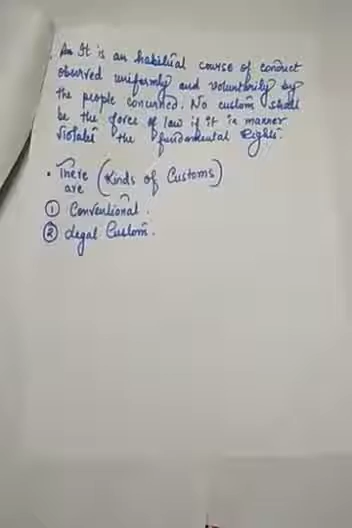 An It is an habitual course of conduct
observed uniformly and voluntarily by
the people concerned. No custom shall
be the force of law if it in manner
violates the fundamental Rights.
• There are (Kinds of Customs)
① Conventional.
② Legal Custom.